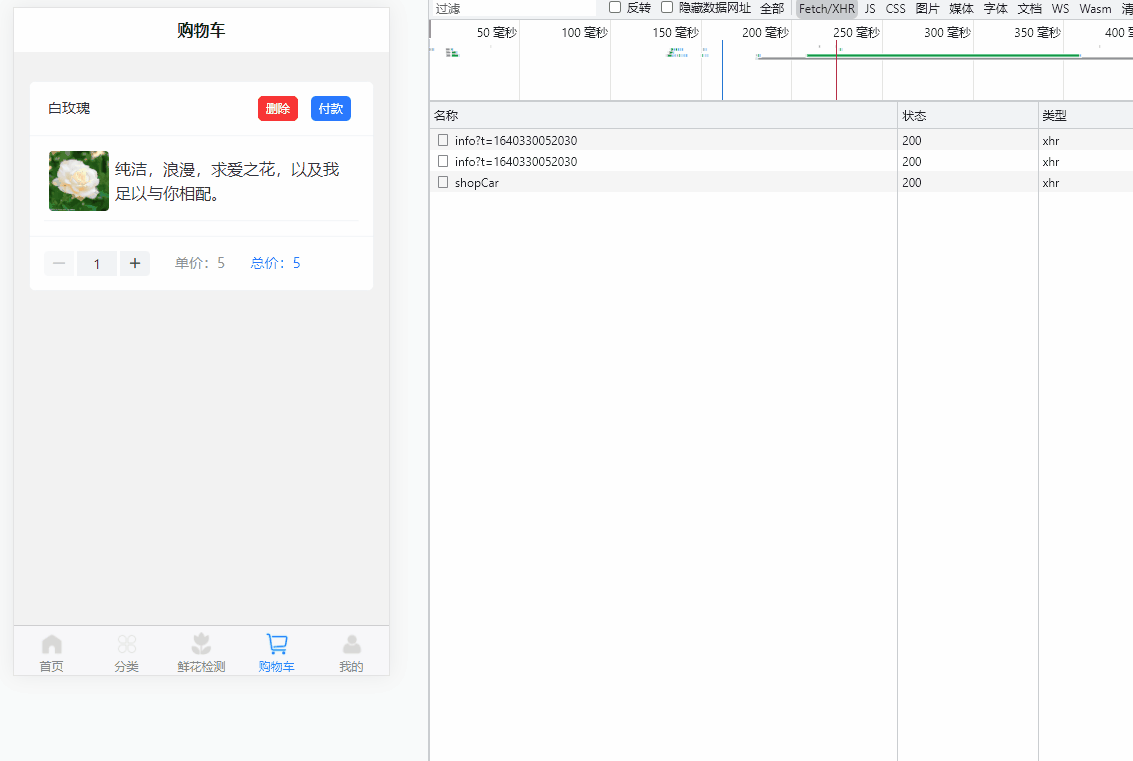 购物车
白玫瑰 删除 付款
纯洁，浪漫，求爱之花，以及我
足以与你相配。
1 + 单价：5 总价：5
首页 分类 鲜花检测 购物车 我的
过滤 反转 隐藏数据网址 全部 Fetch/XHR JS CSS 图片 媒体 字体 文档 WS Wasm
50 毫秒 100 毫秒 150 毫秒 200 毫秒 250 毫秒 300 毫秒 350 毫秒 400
名称 状态 类型
info?t=1640330052030 200 xhr
info?t=1640330052030 200 xhr
shopCar 200 xhr